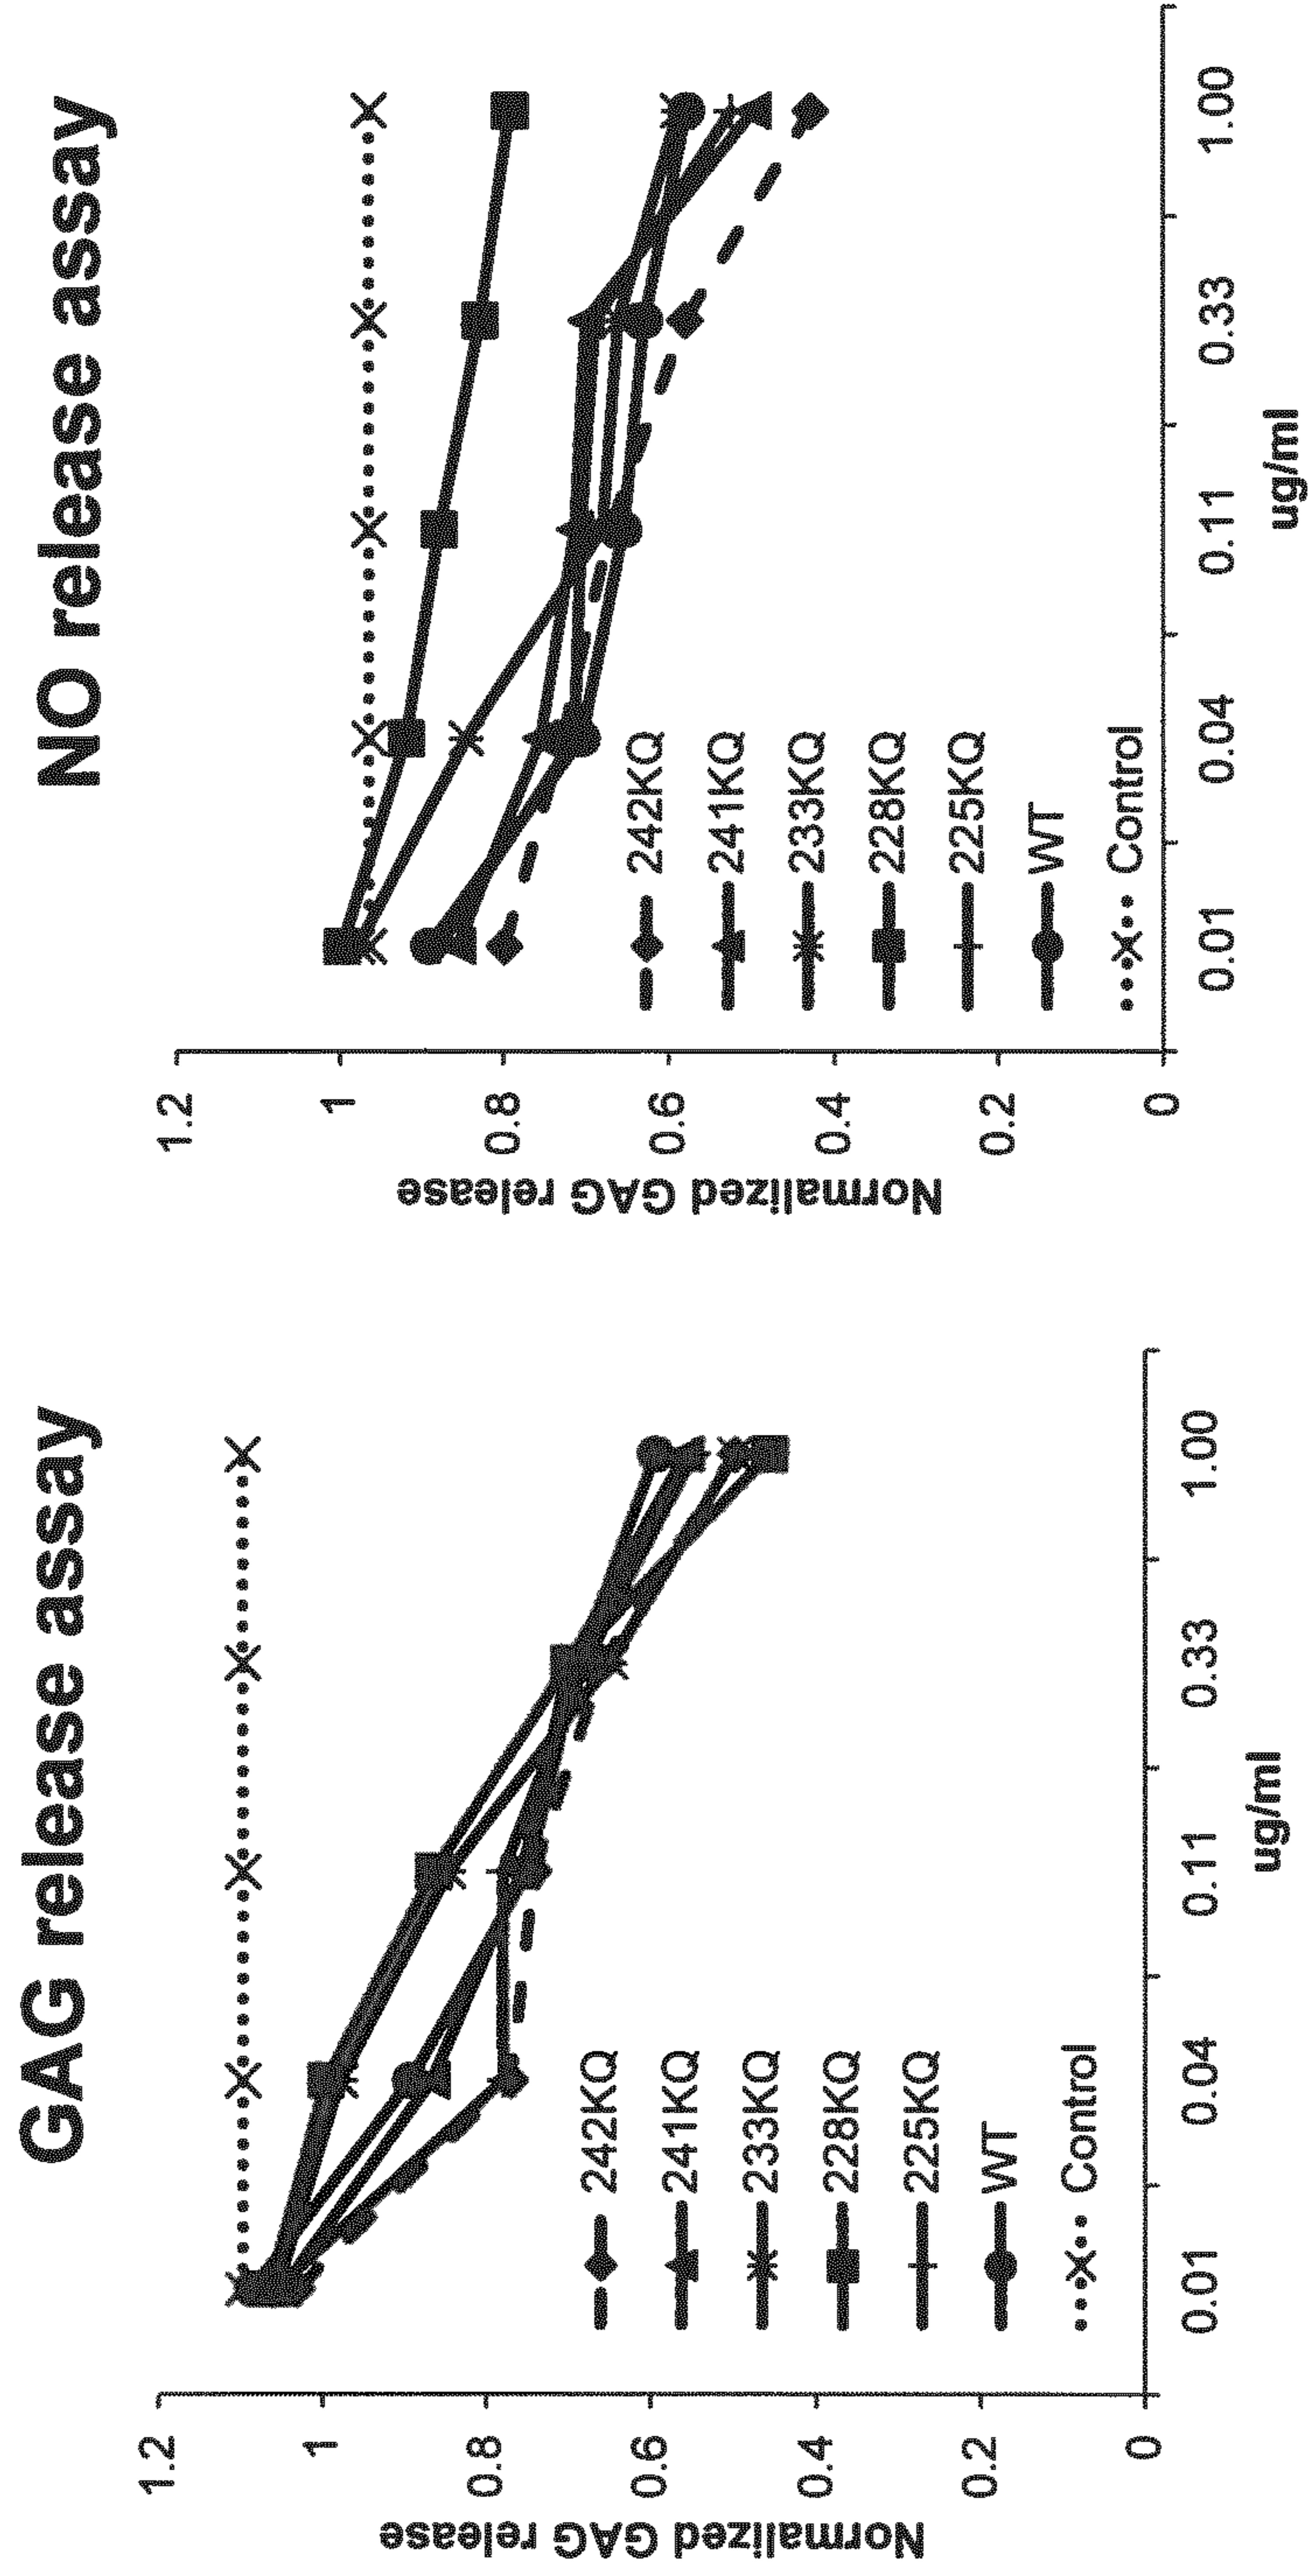 GAG release assay
Normalized GAG release
1.2
1
0.8
0.6
0.4
0.2
0
242KQ
241KQ
233KQ
228KQ
225KQ
WT
Control
0.01
0.04
0.11
0.33
1.00
ug/ml
NO release assay
Normalized GAG release
1.2
1
0.8
0.6
0.4
0.2
0
242KQ
241KQ
233KQ
228KQ
225KQ
WT
Control
0.01
0.04
0.11
0.33
1.00
ug/ml